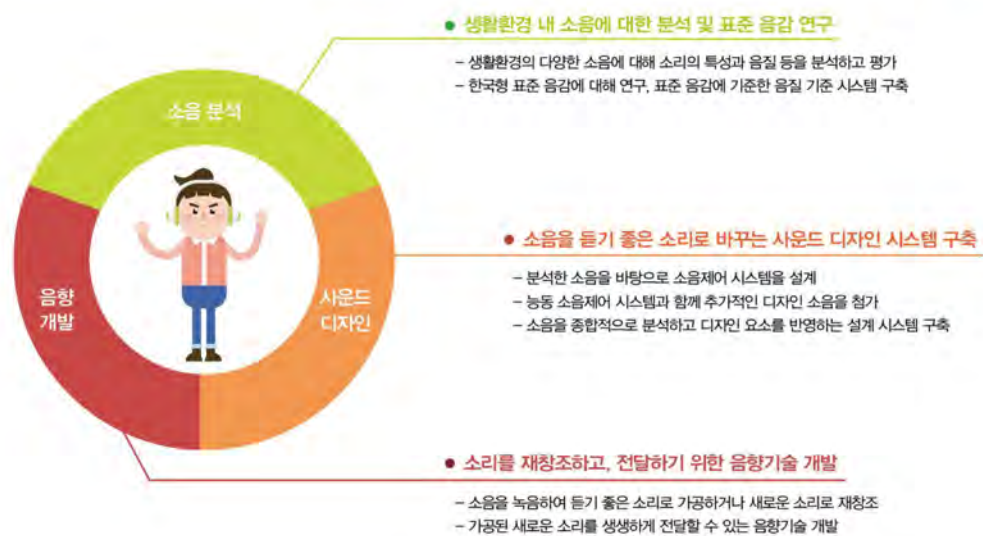 생활환경 내 소음에 대한 분석 및 표준 음감 연구
– 생활환경의 다양한 소음에 대해 소리의 특성과 음질 등을 분석하고 평가
– 한국형 표준 음감에 대해 연구, 표준 음감에 기준한 음질 기준 시스템 구축
소음 분석
소음을 듣기 좋은 소리로 바꾸는 사운드 디자인 시스템 구축
– 분석한 소음을 바탕으로 소음제어 시스템을 설계
– 능동 소음제어 시스템과 함께 추가적인 디자인 소음을 첨가
– 소음을 종합적으로 분석하고 디자인 요소를 반영하는 설계 시스템 구축
음향
개발
사운드
디자인
소리를 재창조하고, 전달하기 위한 음향기술 개발
– 소음을 녹음하여 듣기 좋은 소리로 가공하거나 새로운 소리로 재창조
– 가공된 새로운 소리를 생생하게 전달할 수 있는 음향기술 개발